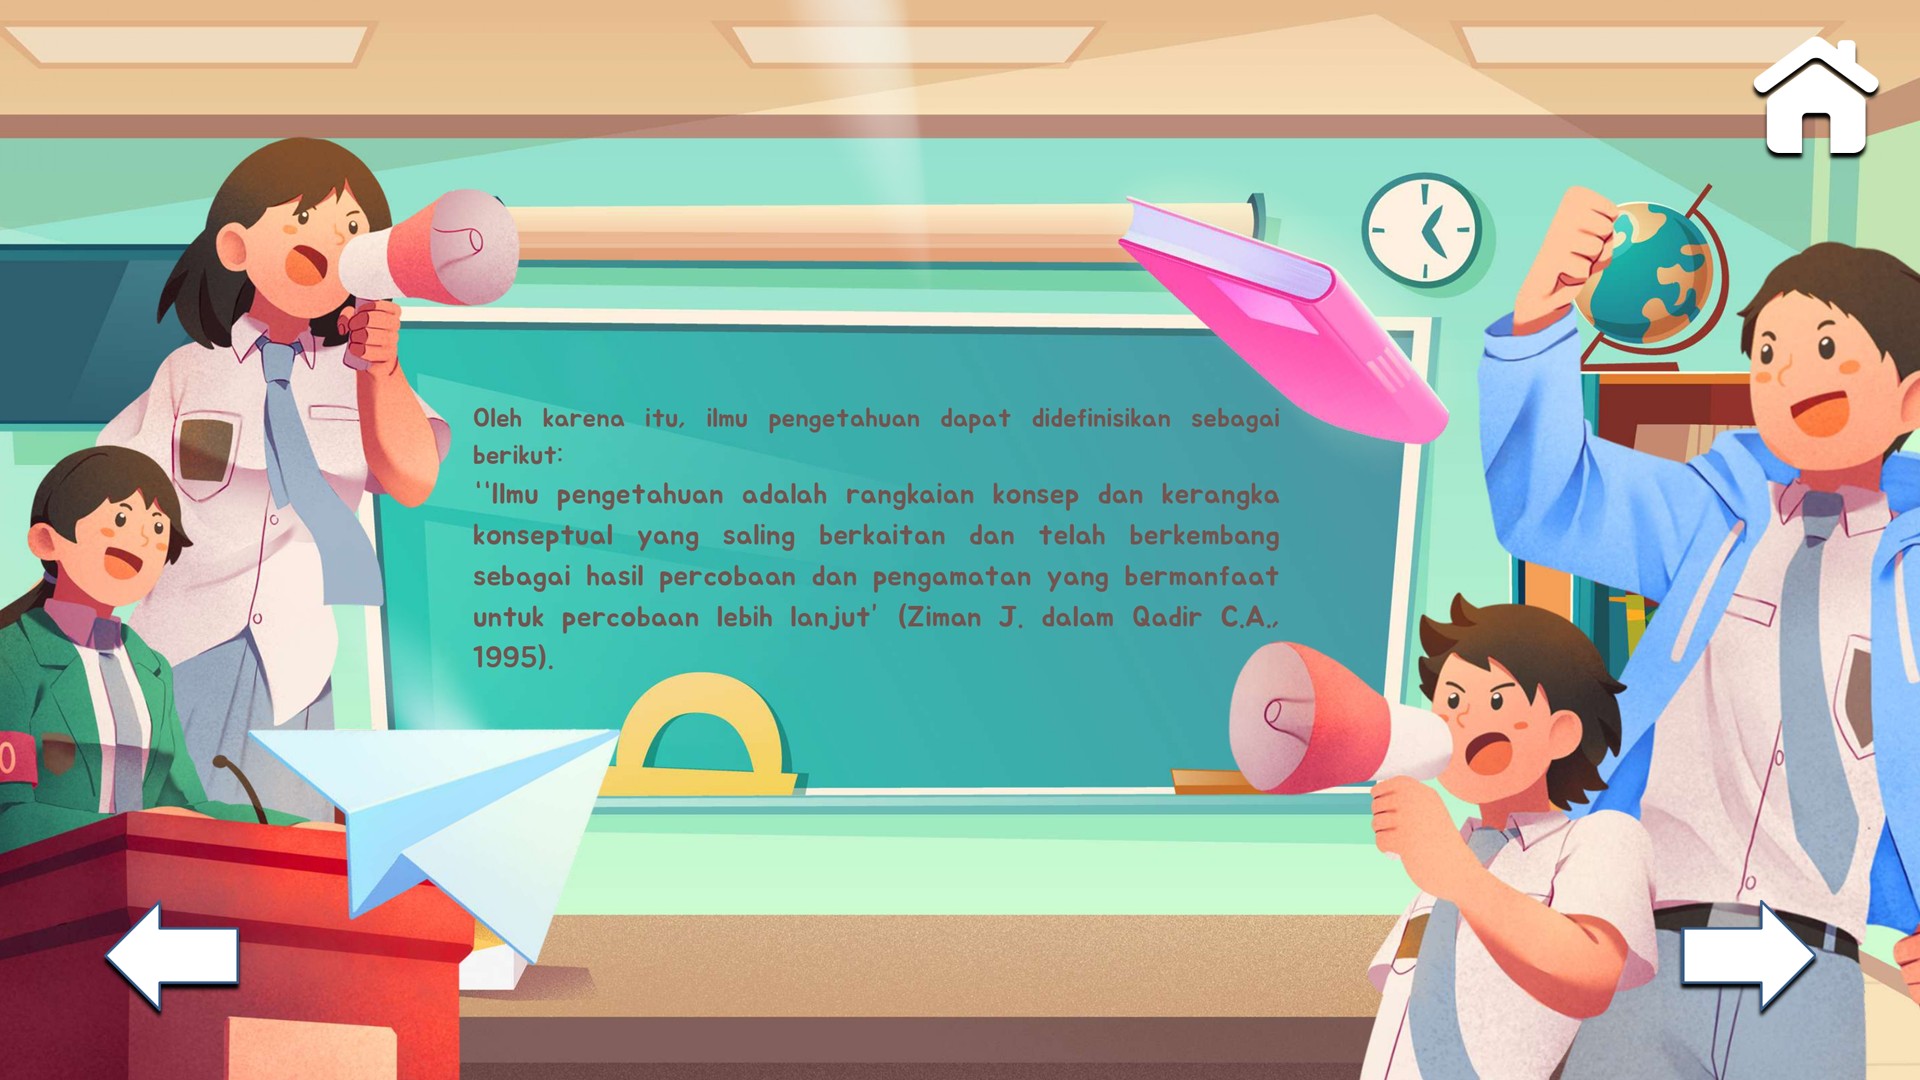 Oleh karena itu, ilmu pengetahuan dapat didefinisikan sebagai
berikut:
''Ilmu pengetahuan adalah rangkaian konsep dan kerangka
konseptual yang saling berkaitan dan telah berkembang
sebagai hasil percobaan dan pengamatan yang bermanfaat
untuk percobaan lebih lanjut' (Ziman J. dalam Qadir C.A.,
1995).